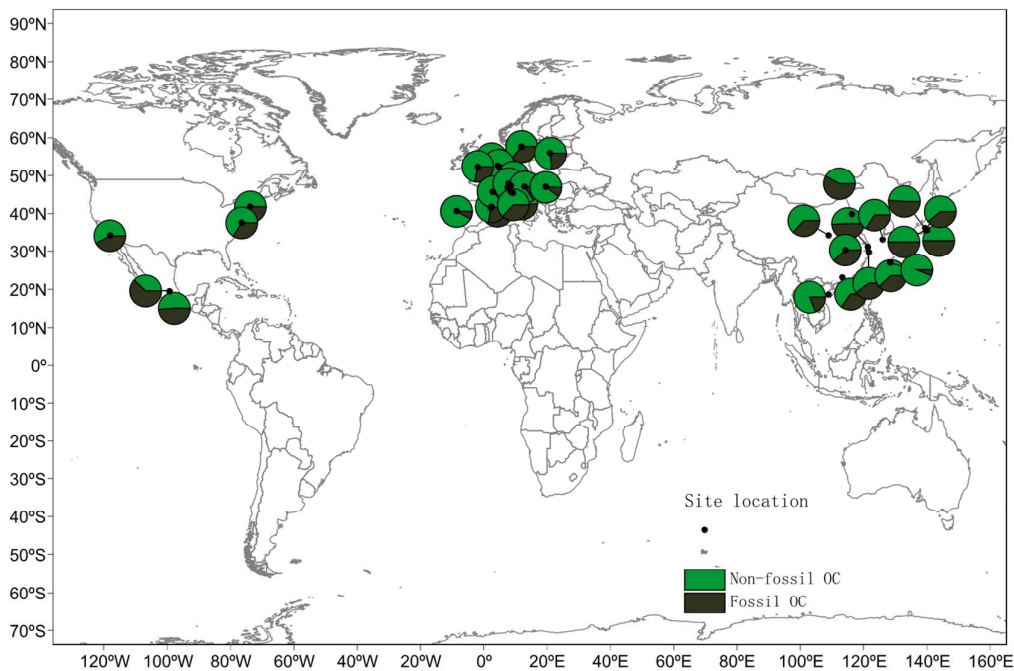 90ºN
80ºN
70ºN
60ºN
50ºN
40ºN
30ºN
20ºN
10ºN
0º
10ºS
20ºS
30ºS
40ºS
50ºS
60ºS
70ºS
Site location
Non-fossil OC
Fossil OC
120ºW 100ºW 80ºW 60ºW 40ºW 20ºW 0º 20ºE 40ºE 60ºE 80ºE 100ºE 120ºE 140ºE 160ºE